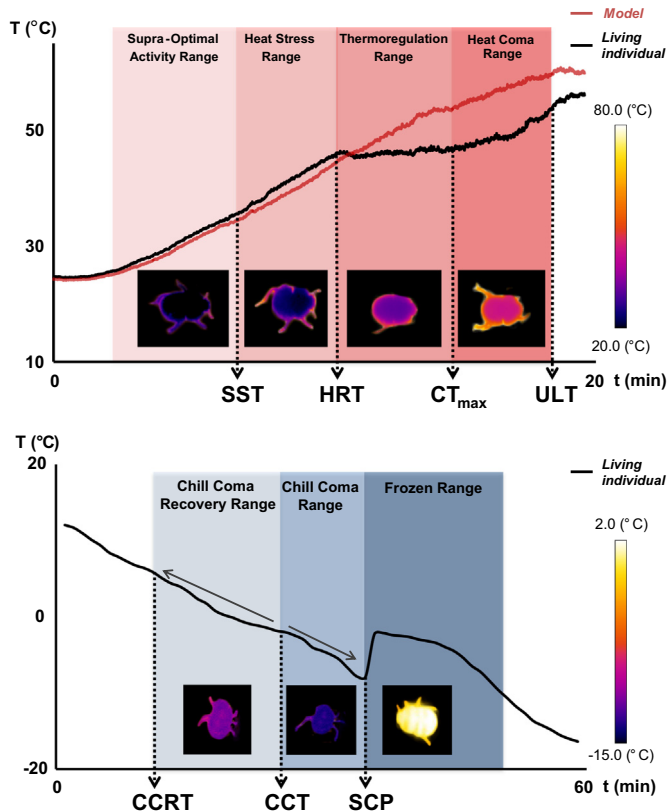 T (°C)
Model
Living
individual
Supra-Optimal
Activity Range
Heat Stress
Range
Thermoregulation
Range
Heat Coma
Range
50
30
10
80.0 (°C)
20.0 (°C)
0
20
t (min)
SST
HRT
CTmax
ULT
T (°C)
Living
individual
20
Chill Coma
Recovery Range
Chill Coma
Range
Frozen Range
2.0 (°C)
0
-15.0 (°C)
-20
0
60
t (min)
CCRT
CCT
SCP